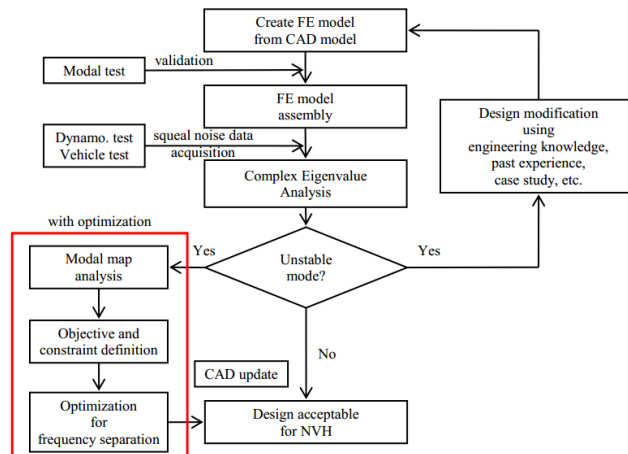 Create FE model
from CAD model
Modal test
validation
FE model
assembly
Dynamo. test
Vehicle test
squeal noise data
acquisition
Design modification
using
engineering knowledge,
past experience,
case study, etc.
Complex Eigenvalue
Analysis
with optimization
Yes
Unstable
mode?
Yes
Modal map
analysis
Objective and
constraint definition
No
CAD update
Optimization
for
frequency separation
Design acceptable
for NVH